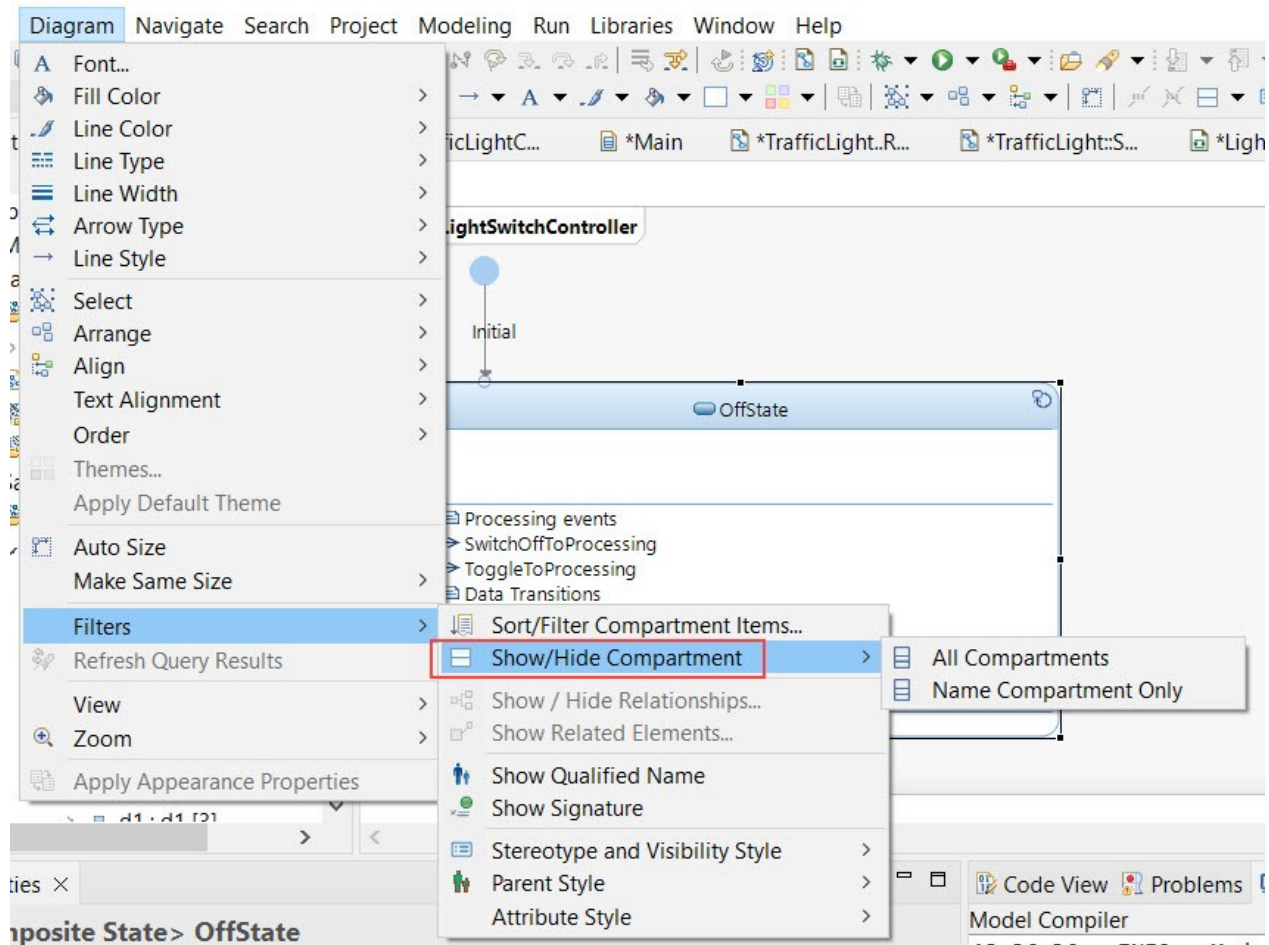 Diagram Navigate Search Project Modeling Run Libraries Window Help
Font...
Fill Color
Line Color
Line Type
Line Width
Arrow Type
Line Style
Select
Arrange
Align
Text Alignment
Order
Themes...
Apply Default Theme
Auto Size
Make Same Size
Filters
Refresh Query Results
View
Zoom
Apply Appearance Properties
*Main *TrafficLight..R... *TrafficLight::S...
ightSwitchController
Initial
OffState
Processing events
SwitchOffToProcessing
ToggleToProcessing
Data Transitions
Sort/Filter Compartment Items...
Show/Hide Compartment
Show / Hide Relationships...
Show Related Elements...
Show Qualified Name
Show Signature
Stereotype and Visibility Style
Parent Style
Attribute Style
All Compartments
Name Compartment Only
d1 : d1 [3]
Code View Problems
Model Compiler
State> OffState